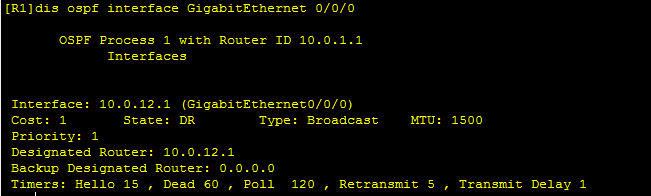 [R1]dis ospf interface GigabitEthernet 0/0/0
OSPF Process 1 with Router ID 10.0.1.1
Interfaces
Interface: 10.0.12.1 (GigabitEthernet0/0/0)
Cost: 1 State: DR Type: Broadcast MTU: 1500
Priority: 1
Designated Router: 10.0.12.1
Backup Designated Router: 0.0.0.0
Timers: Hello 15 , Dead 60 , Poll 120 , Retransmit 5 , Transmit Delay 1